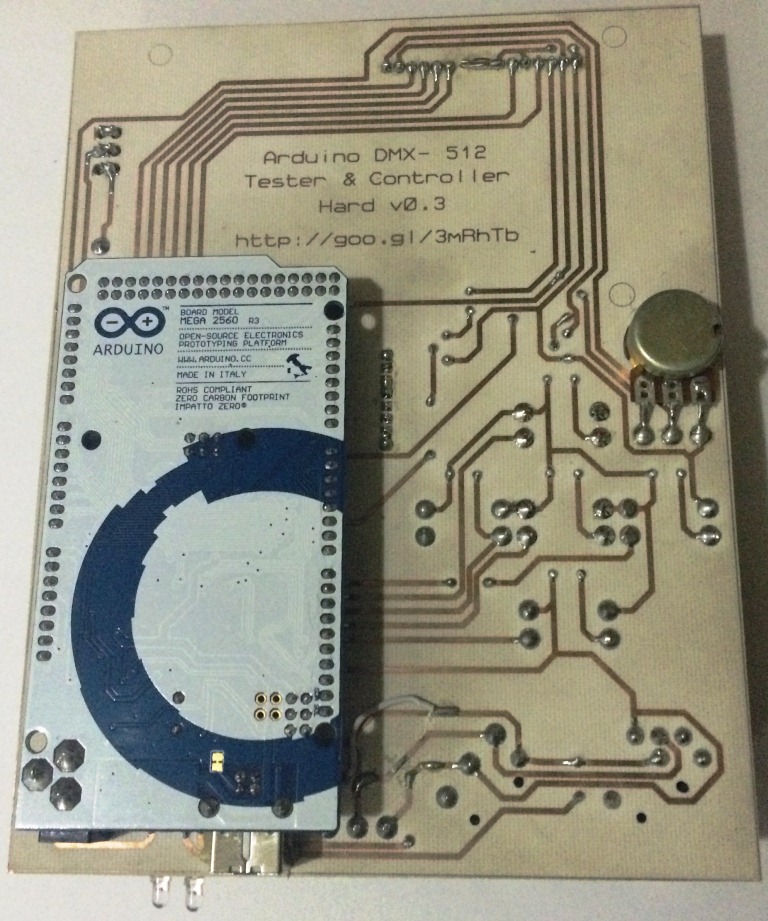 Arduino DMX- 512
Tester & Controller
Hard v0.3
http://goo.gl/3mRhTb
ARDUINO
TM
BOARD MODEL
MEGA 2560 R3
OPEN-SOURCE ELECTRONICS
PROTOTYPING PLATFORM
WWW.ARDUINO.CC
MADE IN ITALY
ROHS COMPLIANT
ZERO CARBON FOOTPRINT
IMPATTO ZERO®